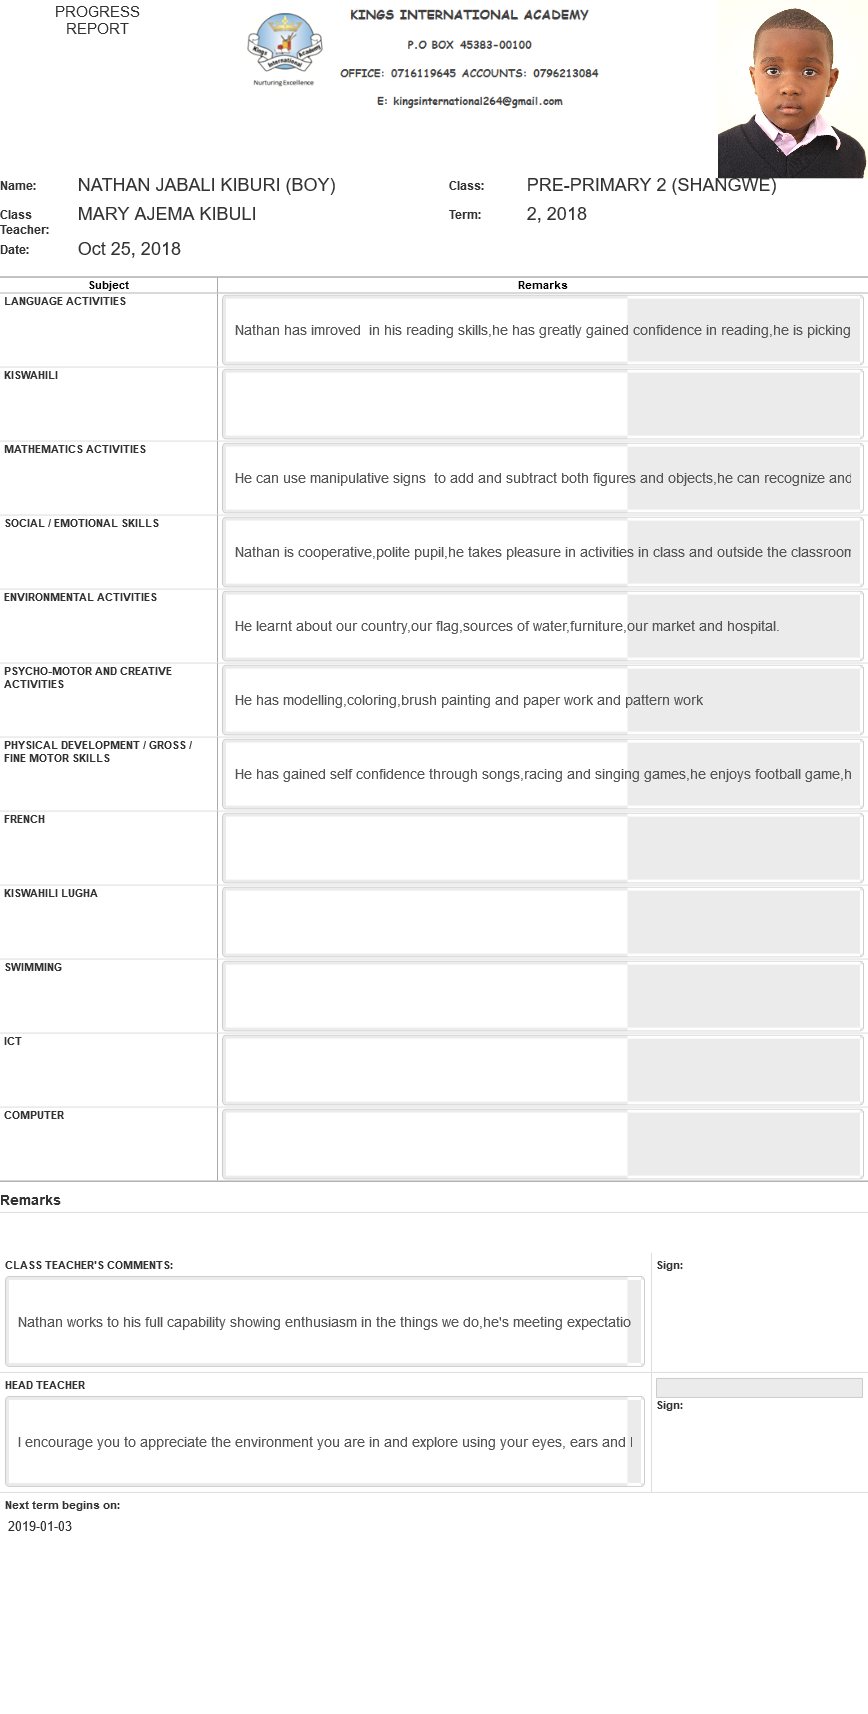 PROGRESS
REPORT
KINGS INTERNATIONAL ACADEMY
P.O BOX 45383-00100
OFFICE: 0716119645 ACCOUNTS: 0796213084
E: kingsinternational264@gmail.com
Kings Academy
International
Nurturing Excellence
Name: NATHAN JABALI KIBURI (BOY) Class: PRE-PRIMARY 2 (SHANGWE)
Class Teacher: MARY AJEMA KIBULI Term: 2, 2018
Date: Oct 25, 2018
Subject Remarks
LANGUAGE ACTIVITIES
Nathan has imroved  in his reading skills,he has greatly gained confidence in reading,he is picking
KISWAHILI
MATHEMATICS ACTIVITIES
He can use manipulative signs  to add and subtract both figures and objects,he can recognize and
SOCIAL / EMOTIONAL SKILLS
Nathan is cooperative,polite pupil,he takes pleasure in activities in class and outside the classroom
ENVIRONMENTAL ACTIVITIES
He learnt about our country,our flag,sources of water,furniture,our market and hospital.
PSYCHO-MOTOR AND CREATIVE
ACTIVITIES
He has modelling,coloring,brush painting and paper work and pattern work
PHYSICAL DEVELOPMENT / GROSS /
FINE MOTOR SKILLS
He has gained self confidence through songs,racing and singing games,he enjoys football game,h
FRENCH
KISWAHILI LUGHA
SWIMMING
ICT
COMPUTER
Remarks
CLASS TEACHER'S COMMENTS: Sign:
Nathan works to his full capability showing enthusiasm in the things we do,he's meeting expectatio
HEAD TEACHER
Sign:
I encourage you to appreciate the environment you are in and explore using your eyes, ears and
Next term begins on:
2019-01-03